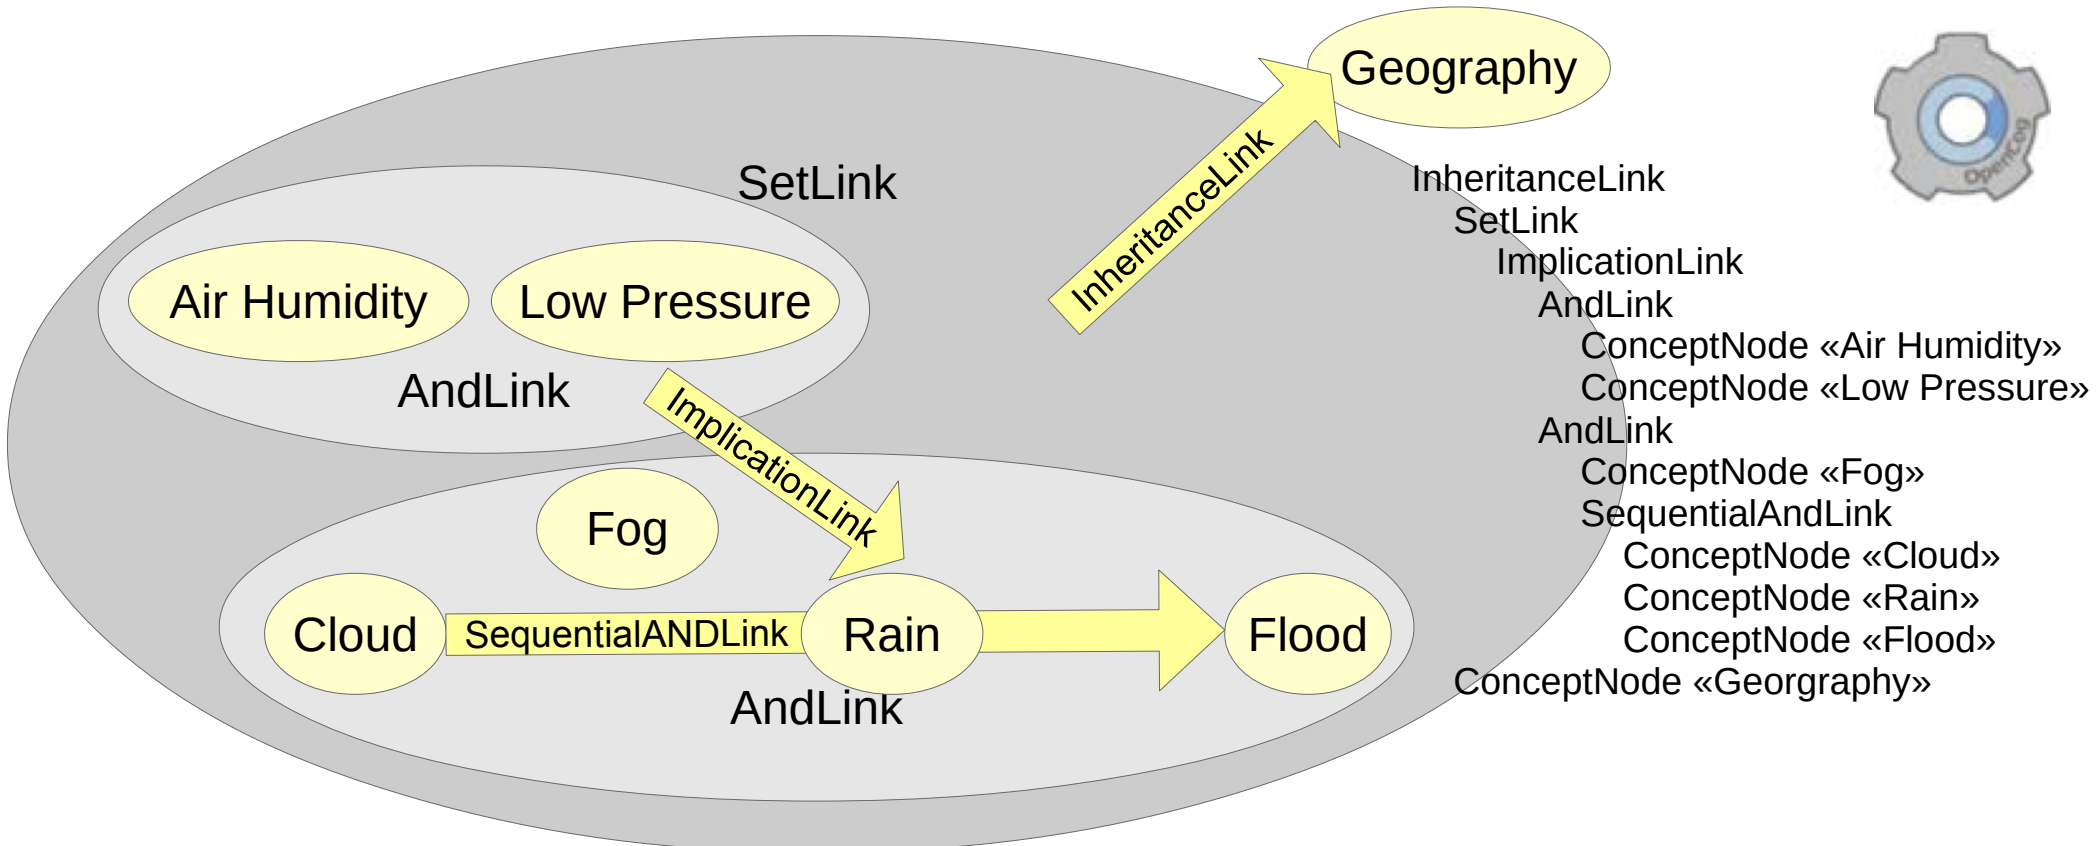 Geography
SetLink
InheritanceLink
Air Humidity
Low Pressure
AndLink
ImplicationLink
Fog
Cloud
SequentialANDLink
Rain
Flood
AndLink
OpenCog
InheritanceLink
SetLink
ImplicationLink
AndLink
ConceptNode «Air Humidity»
ConceptNode «Low Pressure»
AndLink
ConceptNode «Fog»
SequentialAndLink
ConceptNode «Cloud»
ConceptNode «Rain»
ConceptNode «Flood»
ConceptNode «Georgraphy»